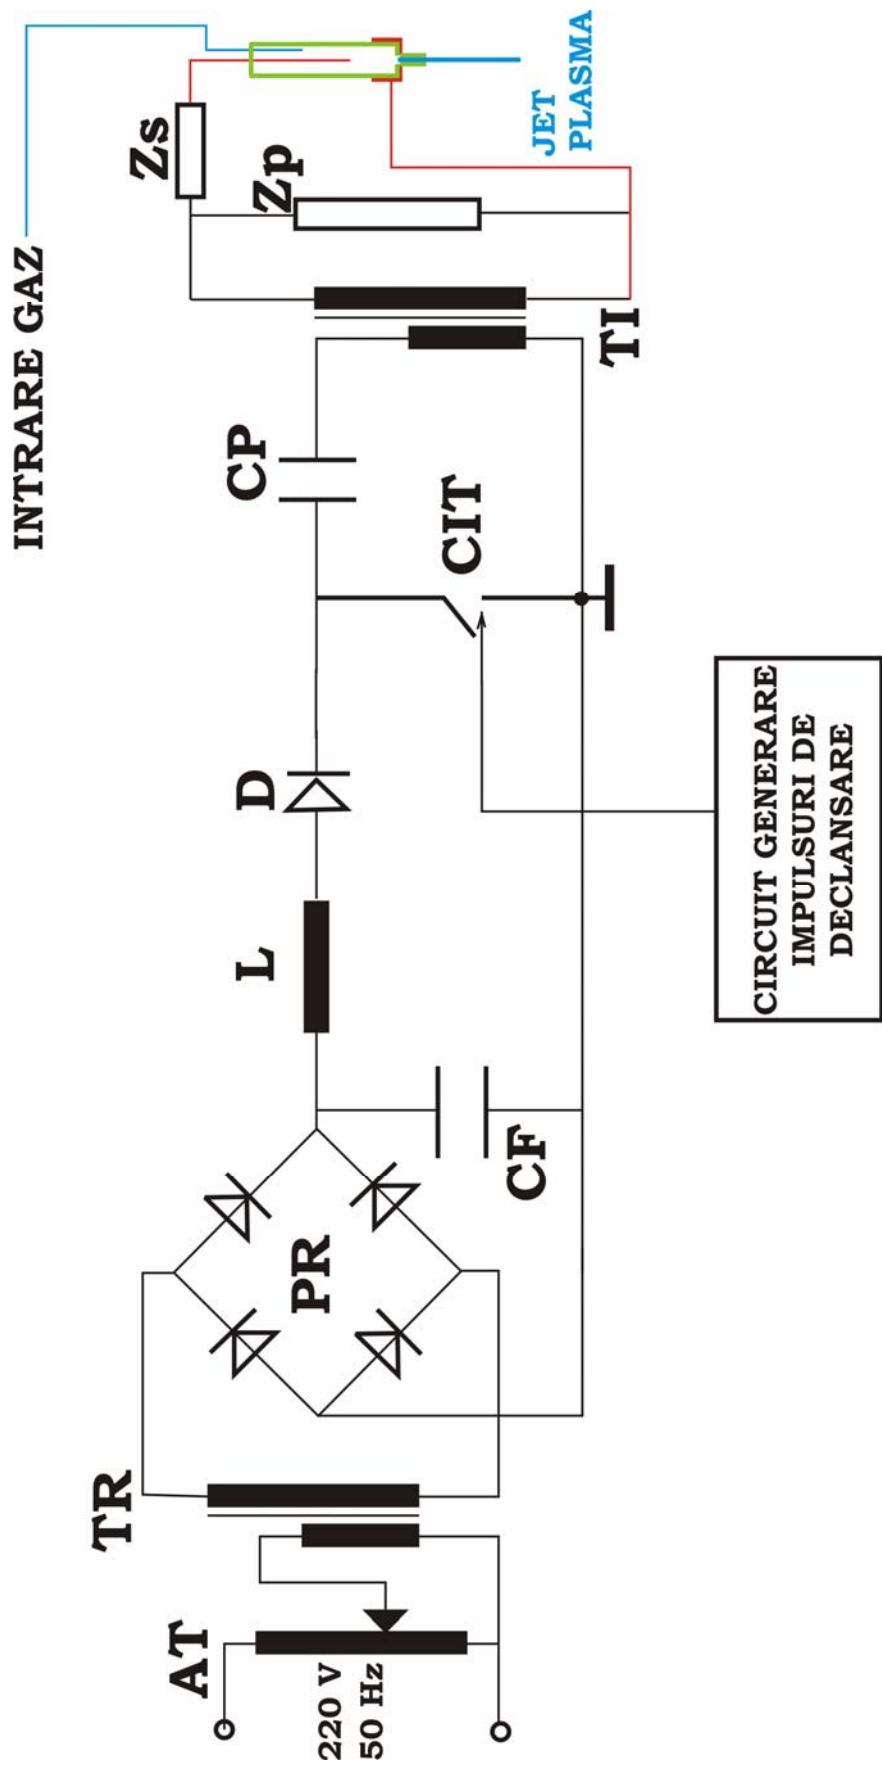 INTRARE GAZ
Zs
Zp
JET
PLASMA
TI
CP
CIT
D
L
CIRCUIT GENERARE
IMPULSURI DE
DECLANSARE
CF
PR
TR
AT
220 V
50 Hz